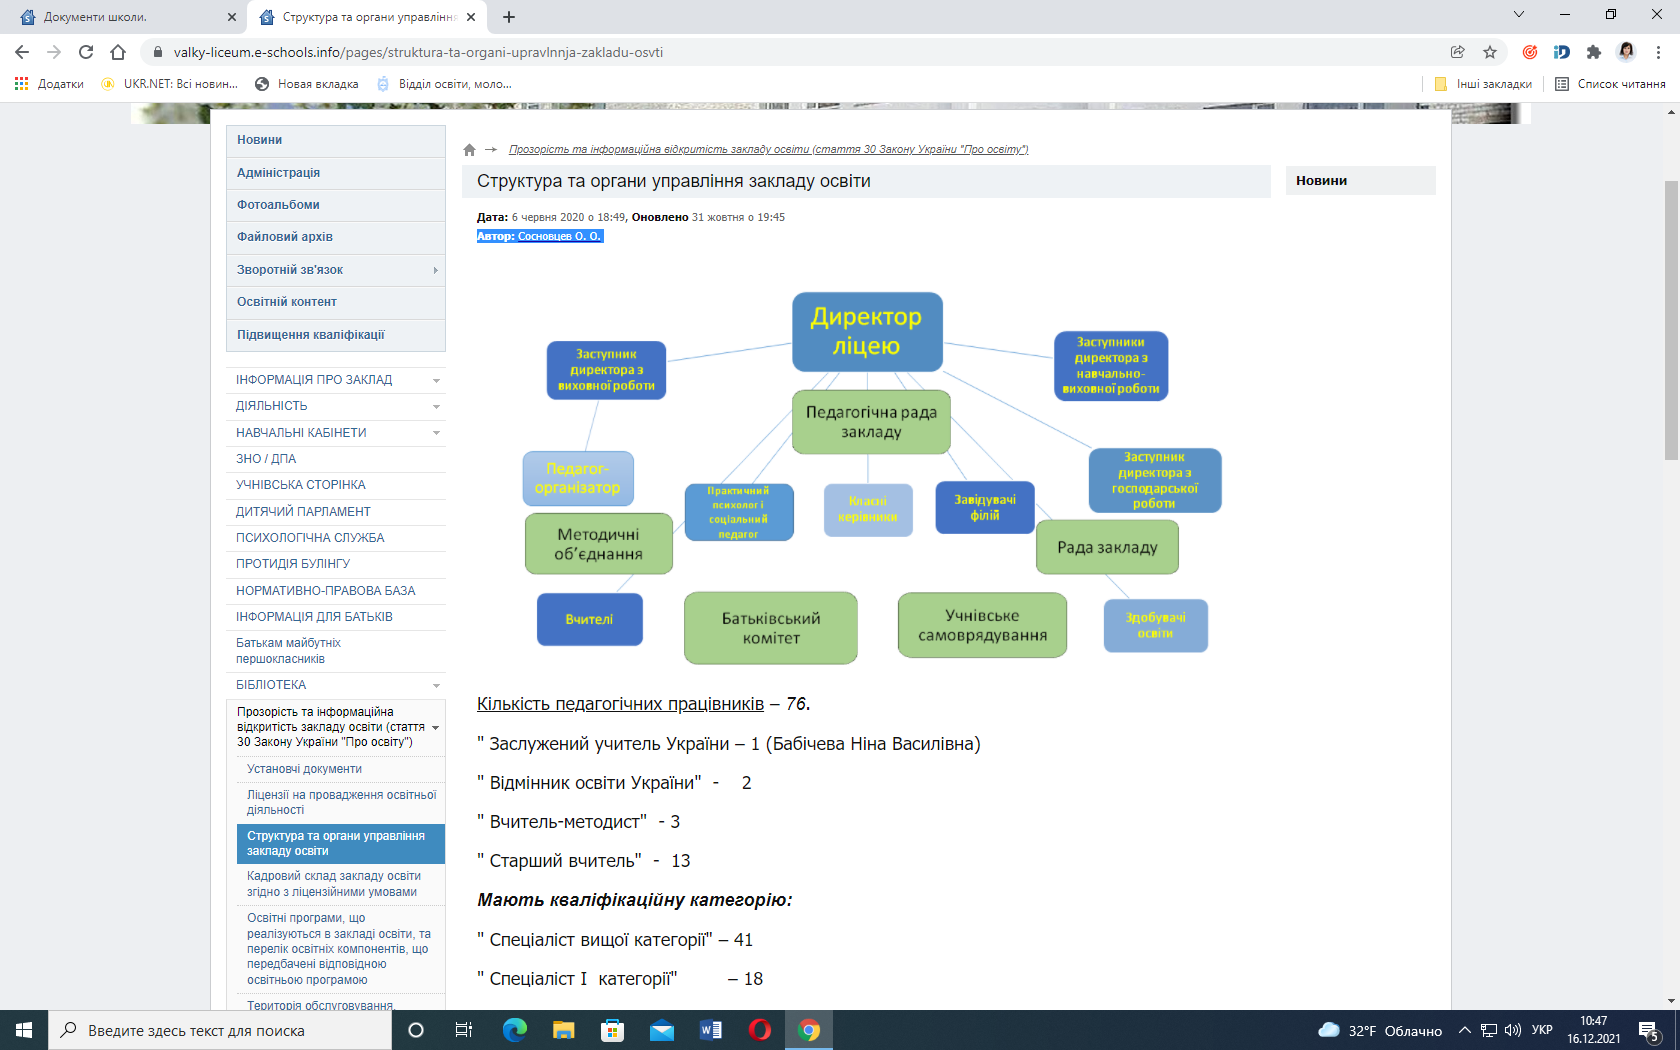 Документи школи.
Структура та органи управління
valky-liceum.e-schools.info/pages/struktura-ta-organi-upravlnnja-zakladu-osvti
Додатки
UKR.NET: Всі новин...
Новая вкладка
Відділ освіти, моло...
Інші закладки
Список читання
Новини
Адміністрація
Фотоальбоми
Файловий архів
Зворотній зв'язок
Освітній контент
Підвищення кваліфікації
ІНФОРМАЦІЯ ПРО ЗАКЛАД
ДІЯЛЬНІСТЬ
НАВЧАЛЬНІ КАБІНЕТИ
ЗНО / ДПА
УЧНІВСЬКА СТОРІНКА
ДИТЯЧИЙ ПАРЛАМЕНТ
ПСИХОЛОГІЧНА СЛУЖБА
ПРОТИДІЯ БУЛІНГУ
НОРМАТИВНО-ПРАВОВА БАЗА
ІНФОРМАЦІЯ ДЛЯ БАТЬКІВ
Батькам майбутніх
першокласників
БІБЛІОТЕКА
Прозорість та інформаційна
відкритість закладу освіти (стаття
30 Закону України "Про освіту")
Установчі документи
Ліцензії на провадження освітньої
діяльності
Структура та органи управління
закладу освіти
Кадровий склад закладу освіти
згідно з ліцензійними умовами
Освітні програми, що
реалізуються в закладі освіти, та
перелік освітніх компонентів, що
передбачені відповідною
освітньою програмою
Територія обслуговування,
Прозорість та інформаційна відкритість закладу освіти (стаття 30 Закону України "Про освіту")
Структура та органи управління закладу освіти
Дата: 6 червня 2020 о 18:49, Оновлено 31 жовтня о 19:45
Автор: Сосновцев О. О.
Новини
Директор
ліцею
Заступник
директора з
виховної роботи
Заступники
директора з
навчально-
виховної роботи
Педагогічна рада
закладу
Педагог-
організатор
Практичний
психолог і
соціальний
педагог
Класні
керівники
Завідувачі
філій
Заступник
директора з
господарської
роботи
Методичні
об’єднання
Рада закладу
Вчителі
Батьківський
комітет
Учнівське
самоврядування
Здобувачі
освіти
Кількість педагогічних працівників – 76.
" Заслужений учитель України – 1 (Бабічева Ніна Василівна)
" Відмінник освіти України" - 2
" Вчитель-методист" - 3
" Старший вчитель" - 13
Мають кваліфікаційну категорію:
" Спеціаліст вищої категорії" – 41
" Спеціаліст І категорії" – 18
Введите здесь текст для поиска
32°F Облачно
УКР
10:47
16.12.2021
5